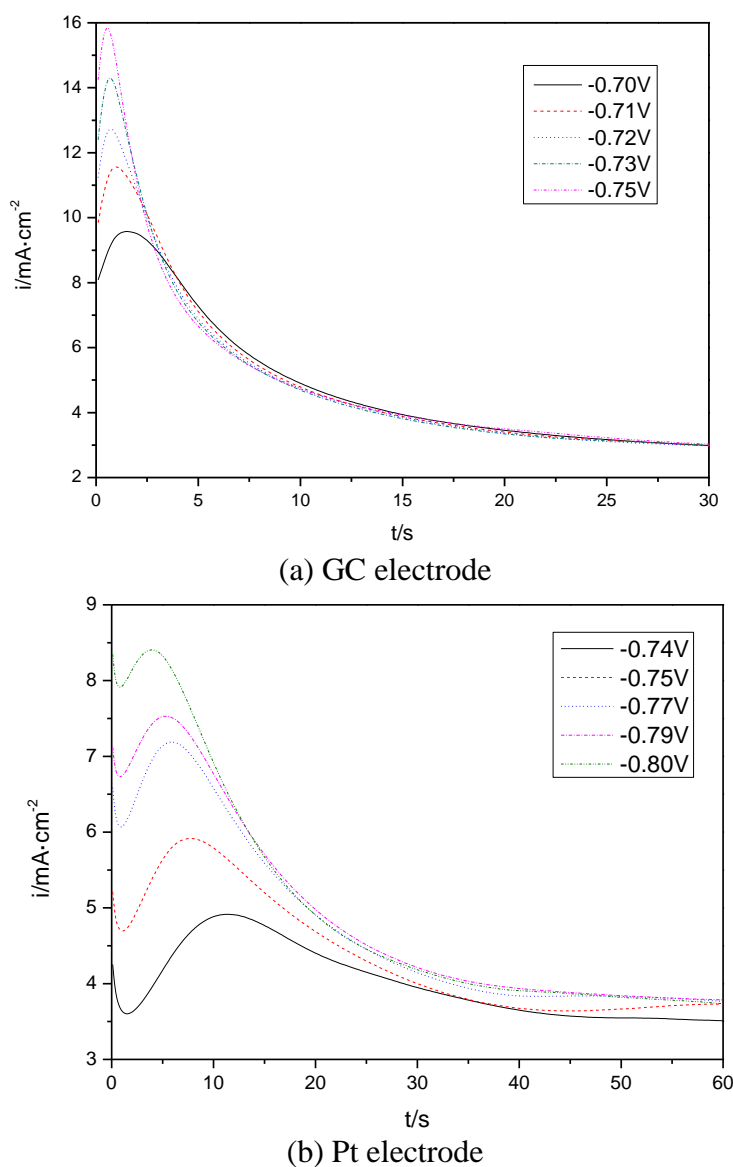 16
14
12
10
8
6
4
2
i/mA·cm⁻²
-0.70V
-0.71V
-0.72V
-0.73V
-0.75V
0
5
10
15
20
25
30
t/s
(a) GC electrode
9
8
7
6
5
4
3
i/mA·cm⁻²
-0.74V
-0.75V
-0.77V
-0.79V
-0.80V
0
10
20
30
40
50
60
t/s
(b) Pt electrode